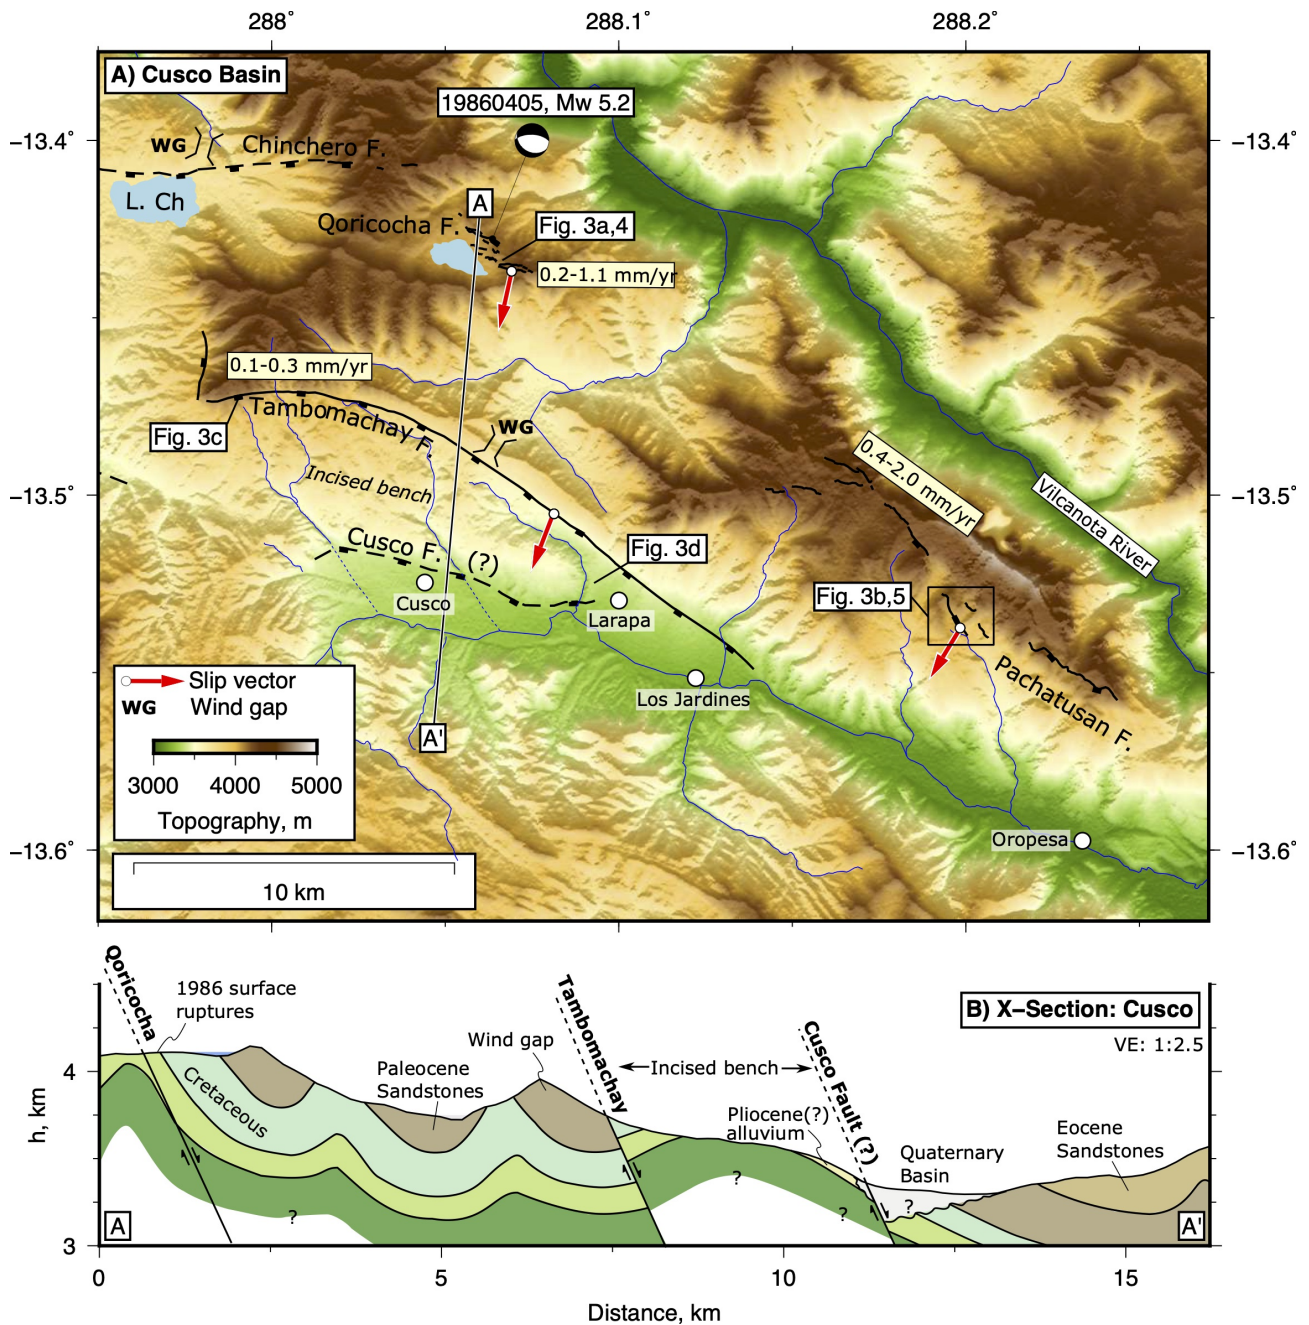 288˚
288.1˚
288.2˚
A) Cusco Basin
19860405, Mw 5.2
−13.4˚
−13.4˚
WG
Chinchero F.
L. Ch
A
Qoricocha F.
Fig. 3a,4
0.2-1.1 mm/yr
0.1-0.3 mm/yr
Tambomachay F.
WG
Fig. 3c
0.4-2.0 mm/yr
Incised bench
−13.5˚
−13.5˚
Vilcanota River
Cusco F. (?)
Fig. 3d
Cusco
Fig. 3b,5
Larapa
Slip vector
WG Wind gap
Los Jardines
Pachatusan F.
A'
3000 4000 5000
Topography, m
−13.6˚
−13.6˚
Oropesa
10 km
Qoricocha
1986 surface
ruptures
Tambomachay
B) X−Section: Cusco
VE: 1:2.5
Wind gap
Cusco Fault (?)
Incised bench
4
Paleocene
Sandstones
Cretaceous
Pliocene(?)
alluvium
Eocene
Sandstones
Quaternary
Basin
h, km
?
?
?
?
A
A'
3
0
5
10
15
Distance, km